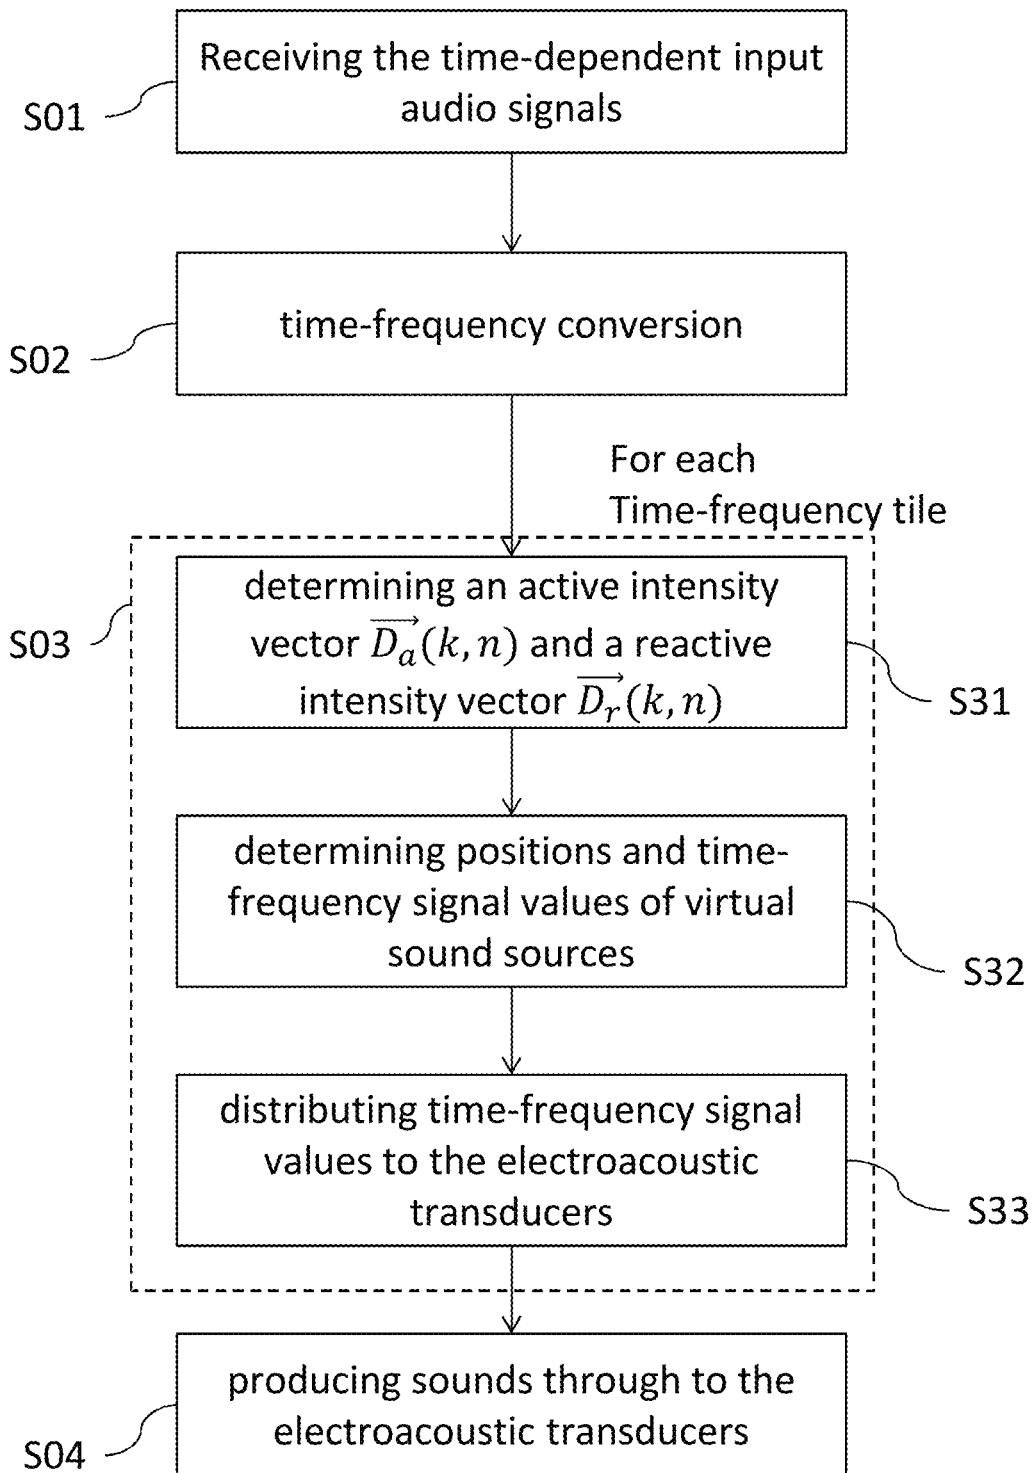 Receiving the time-dependent input
audio signals
S01
time-frequency conversion
S02
For each
Time-frequency tile
determining an active intensity
vector $\overrightarrow{D_a}(k, n)$ and a reactive
intensity vector $\overrightarrow{D_r}(k, n)$
S03
S31
determining positions and time-
frequency signal values of virtual
sound sources
S32
distributing time-frequency signal
values to the electroacoustic
transducers
S33
producing sounds through to the
electroacoustic transducers
S04